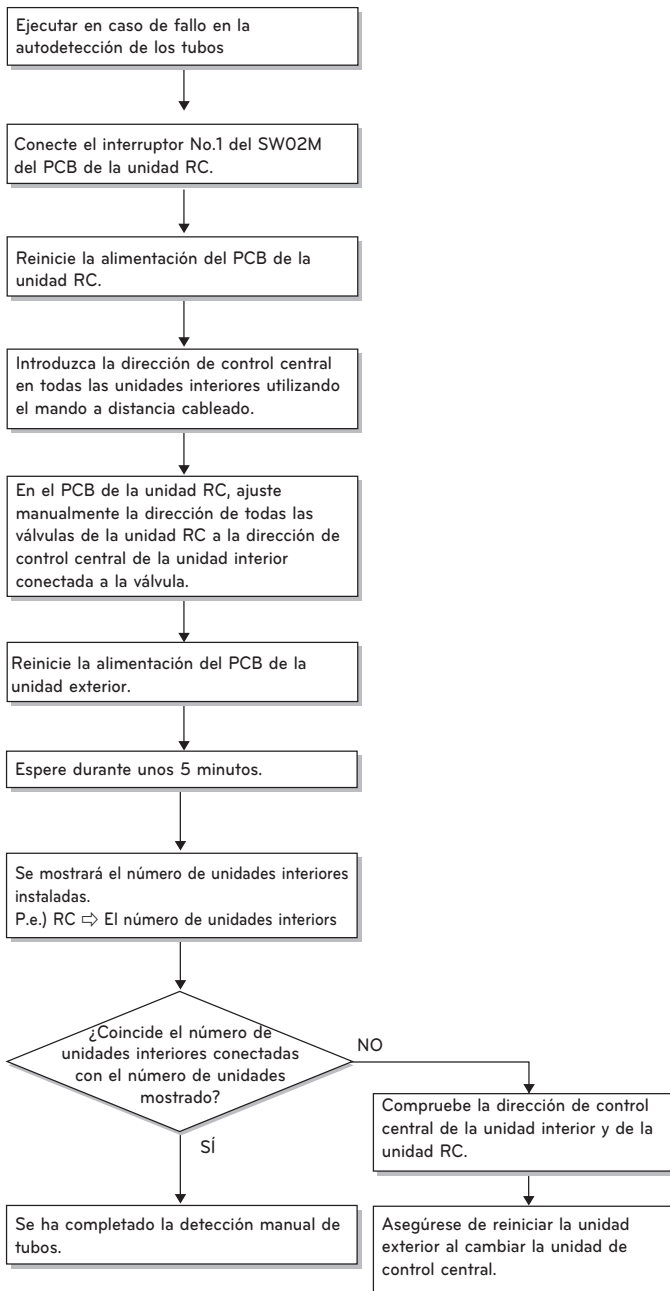 Ejecutar en caso de fallo en la
autodetección de los tubos
Conecte el interruptor No.1 del SW02M
del PCB de la unidad RC.
Reinicie la alimentación del PCB de la
unidad RC.
Introduzca la dirección de control central
en todas las unidades interiores utilizando
el mando a distancia cableado.
En el PCB de la unidad RC, ajuste
manualmente la dirección de todas las
válvulas de la unidad RC a la dirección de
control central de la unidad interior
conectada a la válvula.
Reinicie la alimentación del PCB de la
unidad exterior.
Espere durante unos 5 minutos.
Se mostrará el número de unidades interiores
instaladas.
P.e.) RC ⇨ El número de unidades interiors
¿Coincide el número de
unidades interiores conectadas
con el número de unidades
mostrado?
NO
SÍ
Compruebe la dirección de control
central de la unidad interior y de la
unidad RC.
Se ha completado la detección manual de
tubos.
Asegúrese de reiniciar la unidad
exterior al cambiar la unidad de
control central.